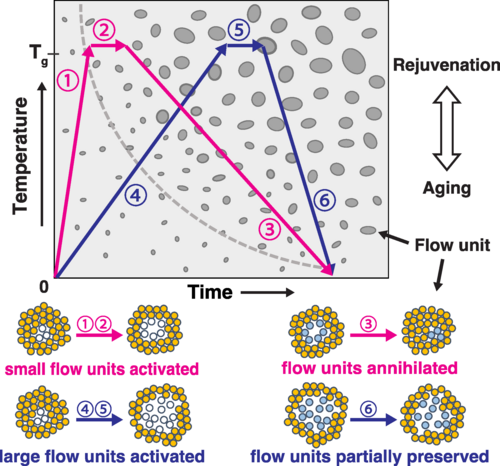 ②
⑤
Tg
①
Rejuvenation
Temperature
④
③
⑥
Aging
Flow unit
0
Time
①②
③
small flow units activated
flow units annihilated
④⑤
⑥
large flow units activated
flow units partially preserved